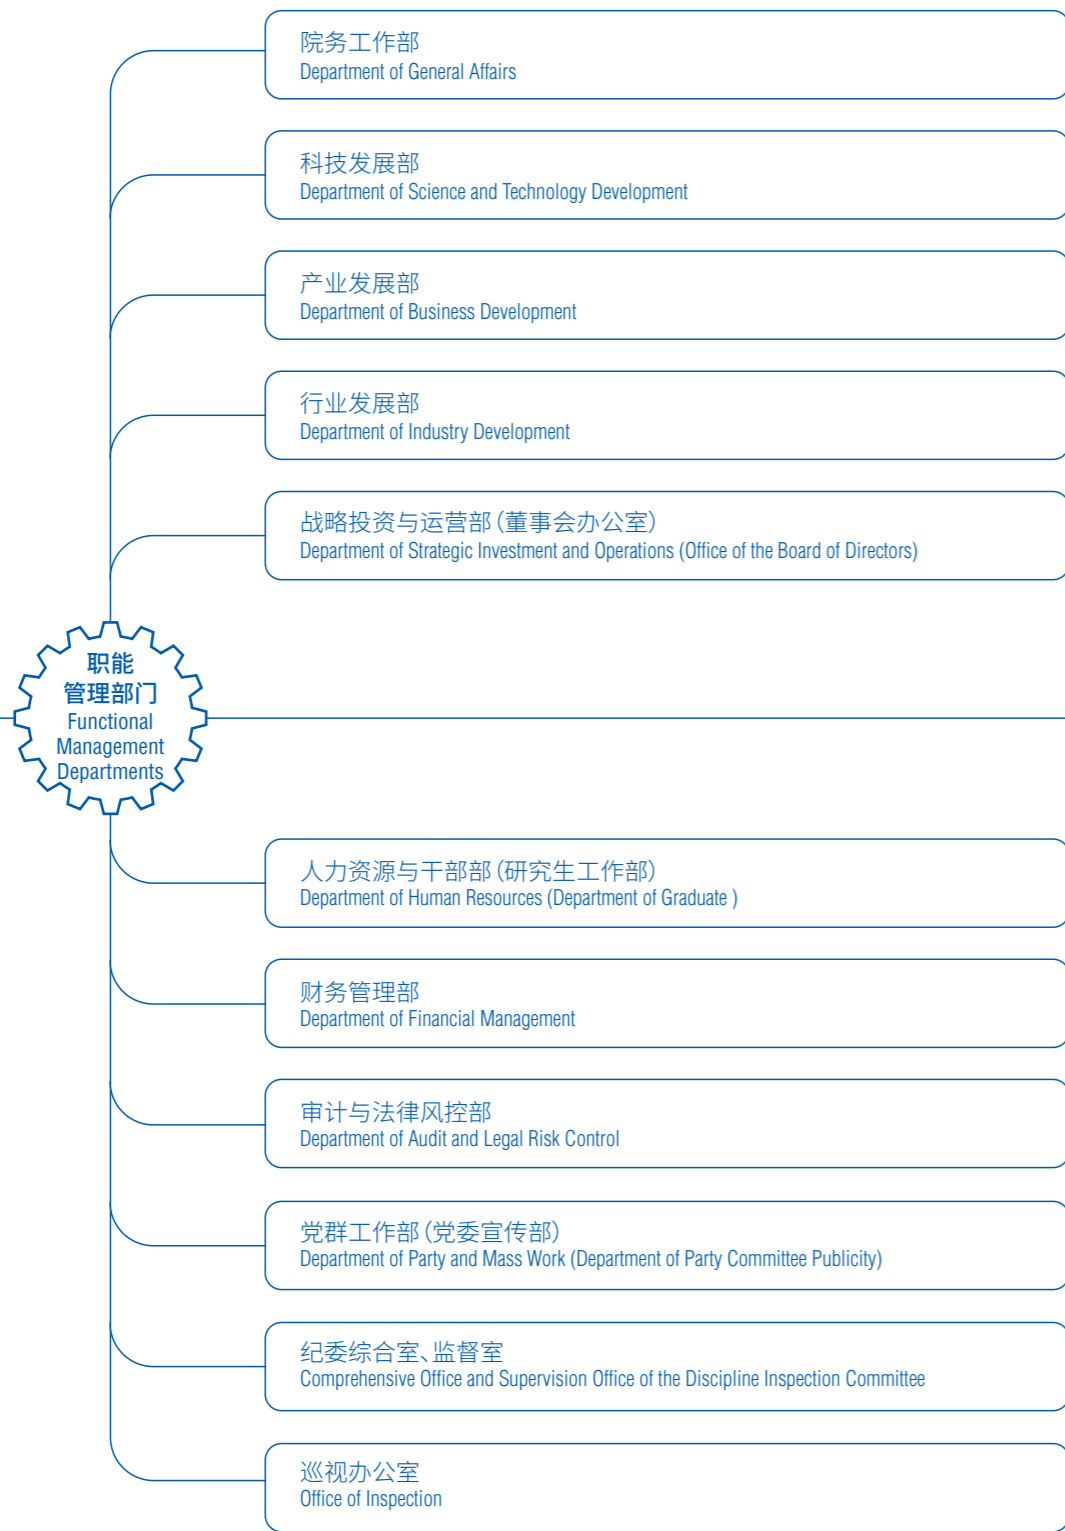 院务工作部
Department of General Affairs
科技发展部
Department of Science and Technology Development
产业发展部
Department of Business Development
行业发展部
Department of Industry Development
战略投资与运营部（董事会办公室）
Department of Strategic Investment and Operations (Office of the Board of Directors)
职能
管理部门
Functional
Management
Departments
人力资源与干部部（研究生工作部）
Department of Human Resources (Department of Graduate )
财务管理部
Department of Financial Management
审计与法律风控部
Department of Audit and Legal Risk Control
党群工作部（党委宣传部）
Department of Party and Mass Work (Department of Party Committee Publicity)
纪委综合室、监督室
Comprehensive Office and Supervision Office of the Discipline Inspection Committee
巡视办公室
Office of Inspection